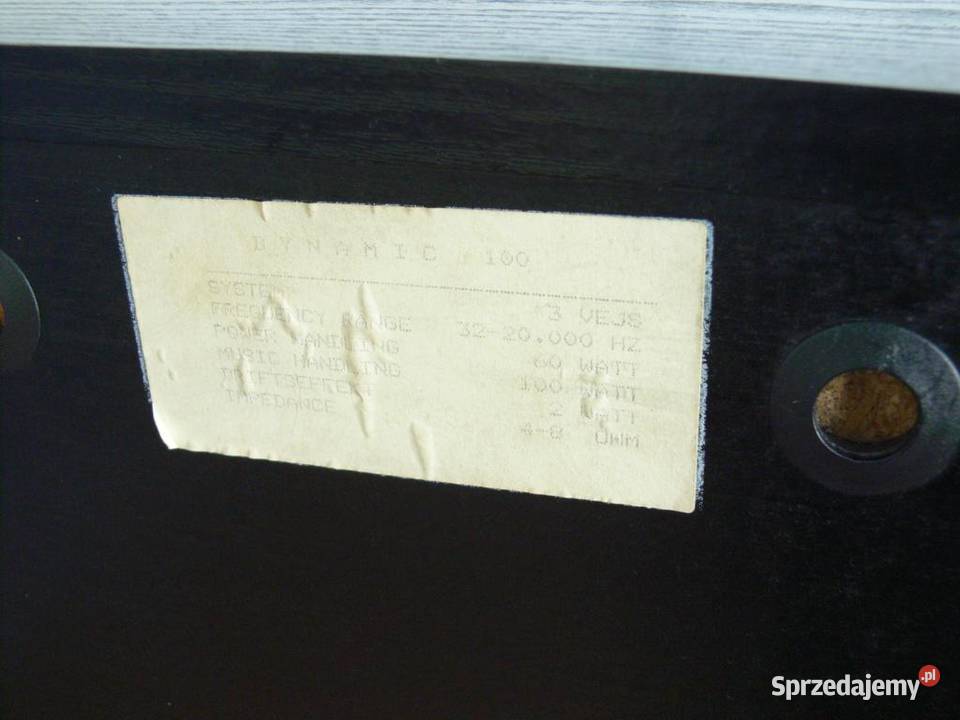 DYNAMIC 100
SYSTEM 3 VEJS
FREQUENCY RANGE 32-20.000 HZ
POWER HANDLING 60 WATT
MUSIC HANDLING 100 WATT
DRIFTSEFFEKT 2 WATT
IMPEDANCE 4-8 OHM
Sprzedajemy.pl